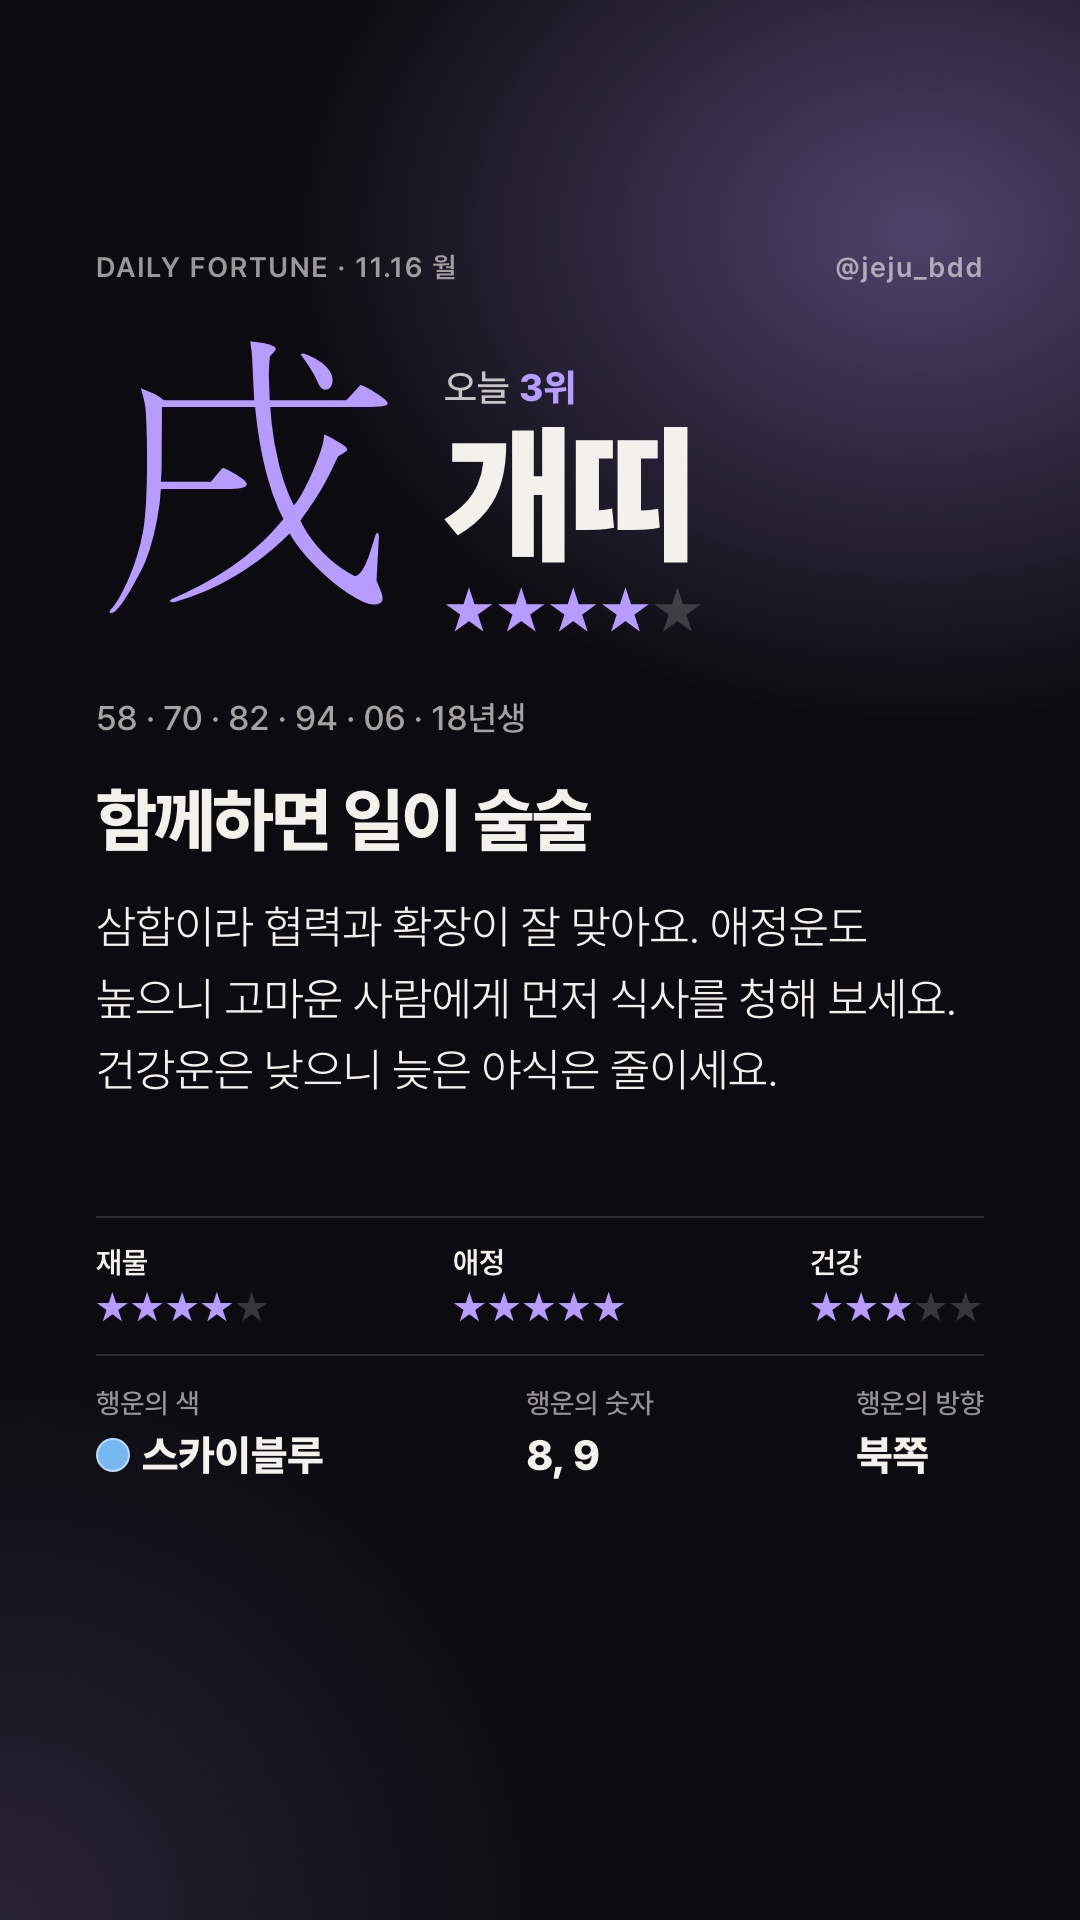 DAILY FORTUNE · 11.16 월
@jeju_bdd
戌
오늘 3위
개띠
★★★★★
58 · 70 · 82 · 94 · 06 · 18년생
함께하면 일이 술술
삼합이라 협력과 확장이 잘 맞아요. 애정운도
높으니 고마운 사람에게 먼저 식사를 청해 보세요.
건강운은 낮으니 늦은 야식은 줄이세요.
재물 애정 건강
★★★★★ ★★★★★ ★★★★★
행운의 색 행운의 숫자 행운의 방향
스카이블루 8, 9 북쪽